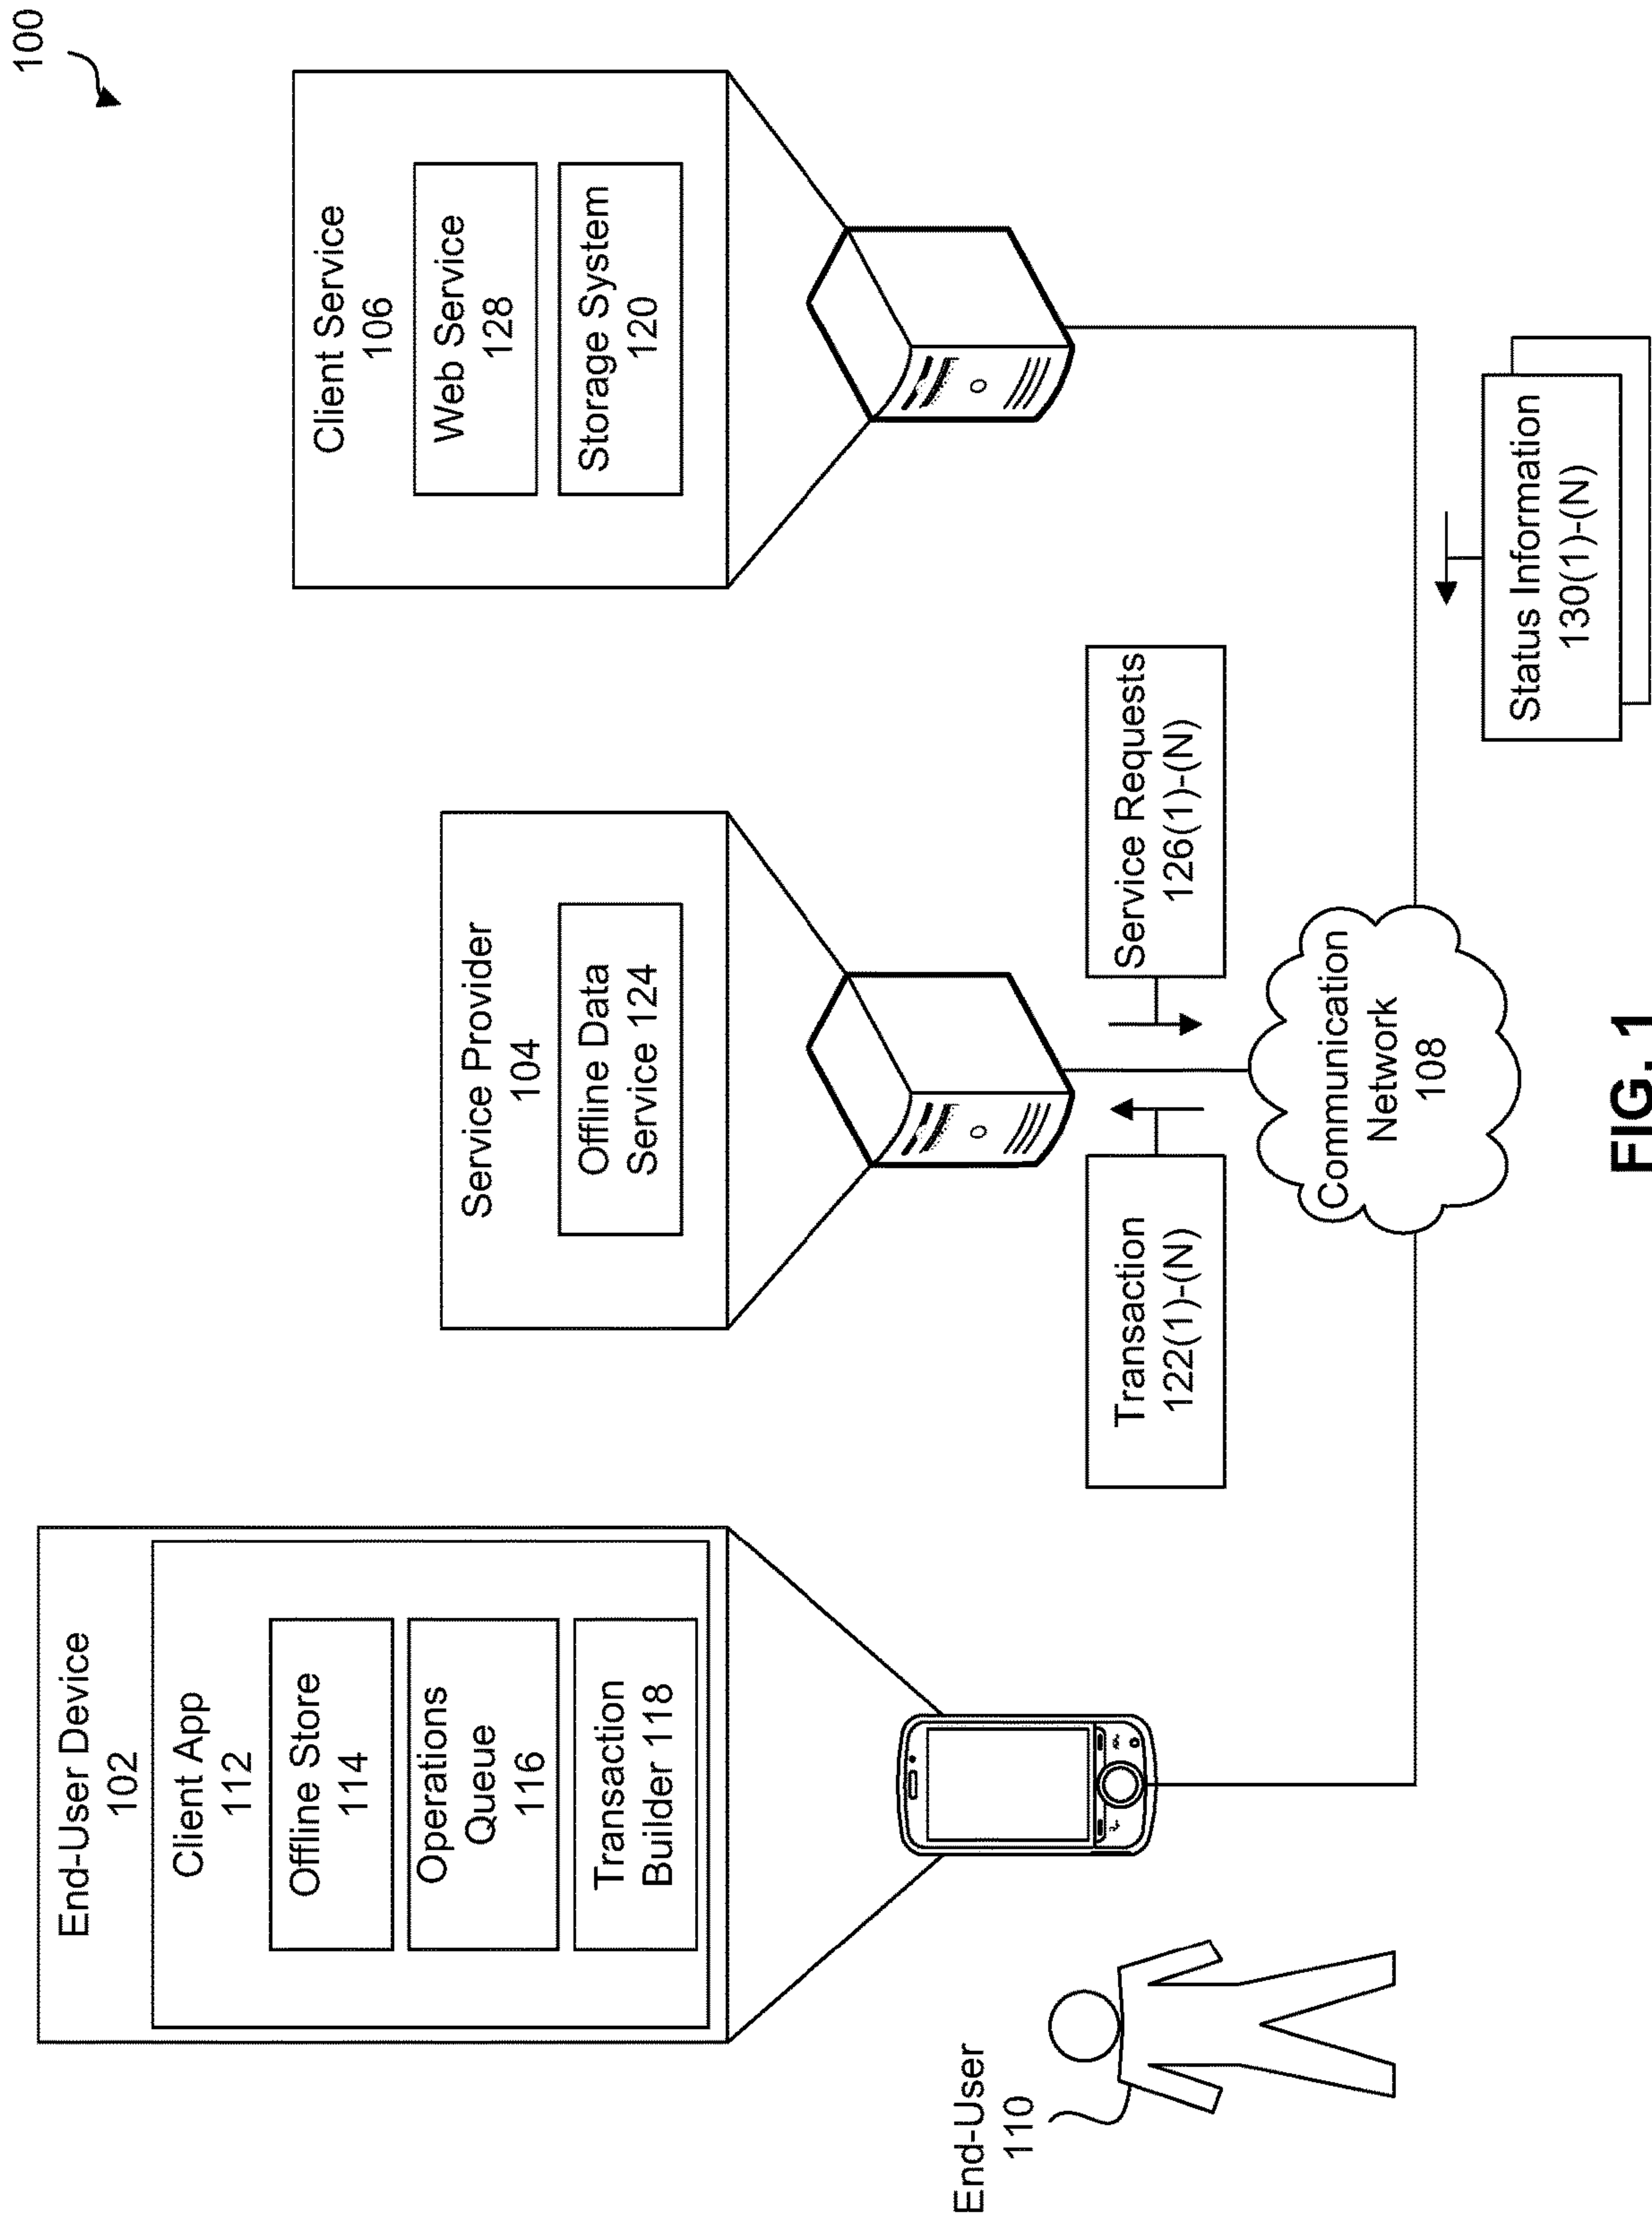 100
End-User Device
102
Client App
112
Offline Store
114
Operations
Queue
116
Transaction
Builder 118
Service Provider
104
Offline Data
Service 124
Client Service
106
Web Service
128
Storage System
120
End-User
110
Transaction
122(1)-(N)
Service Requests
126(1)-(N)
Communication
Network
108
Status Information
130(1)-(N)
FIG. 1